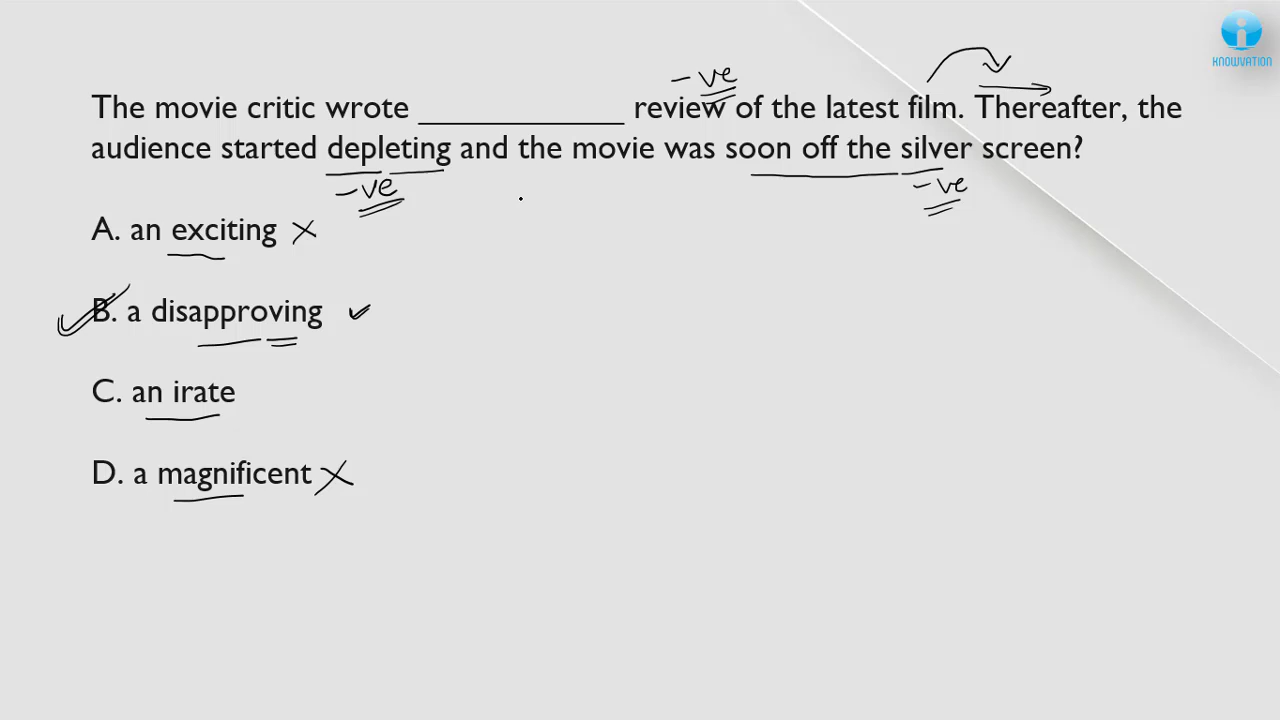 KNOWVATION
-ve
The movie critic wrote ____________ review of the latest film. Thereafter, the
audience started depleting and the movie was soon off the silver screen?
-ve
-ve
A. an exciting ×
B. a disapproving ✓
C. an irate
D. a magnificent ×